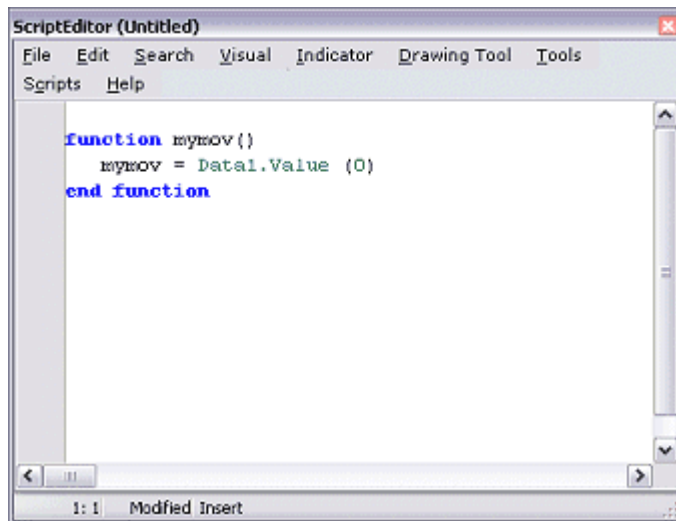 ScriptEditor (Untitled)
File Edit Search Visual Indicator Drawing Tool Tools
Scripts Help
function mymov()
mymov = Data1.Value (0)
end function
1: 1 Modified Insert